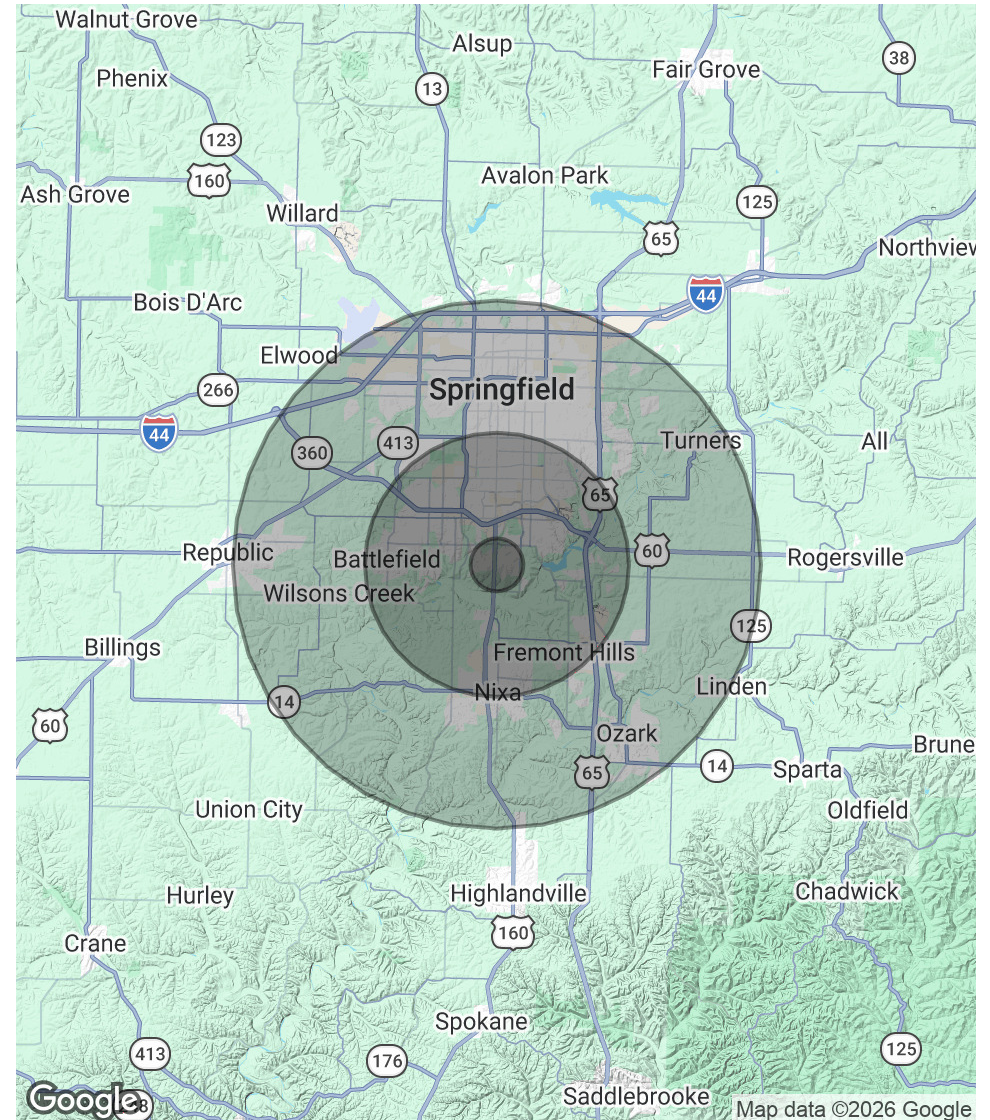 Walnut Grove
Alsup
Fair Grove
38
Phenix
13
123
Avalon Park
160
Ash Grove
125
Willard
65
Northview
44
Bois D'Arc
Elwood
Springfield
266
44
413
Turners
All
360
65
Republic
Battlefield
60
Rogersville
Wilsons Creek
125
Billings
Fremont Hills
Linden
Nixa
14
60
Ozark
Brune
65
14
Sparta
Union City
Oldfield
Hurley
Highlandville
Chadwick
160
Crane
Spokane
413
176
125
Saddlebrooke
Google
Map data ©2026 Google